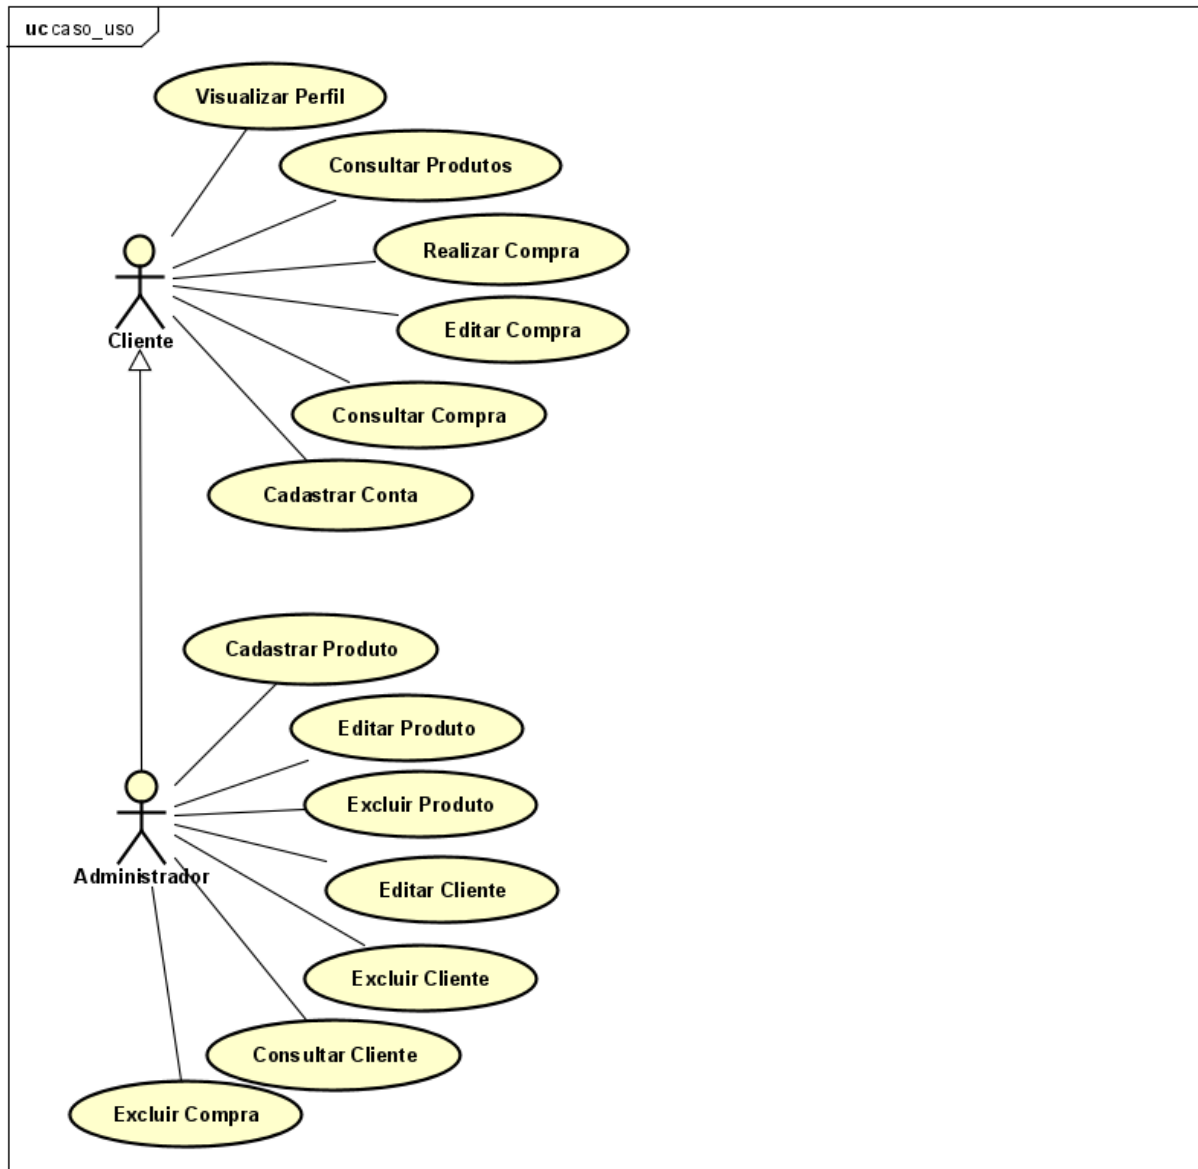 uc caso_uso
Visualizar Perfil
Consultar Produtos
Realizar Compra
Editar Compra
Cliente
Consultar Compra
Cadastrar Conta
Cadastrar Produto
Editar Produto
Excluir Produto
Administrador
Editar Cliente
Excluir Cliente
Consultar Cliente
Excluir Compra